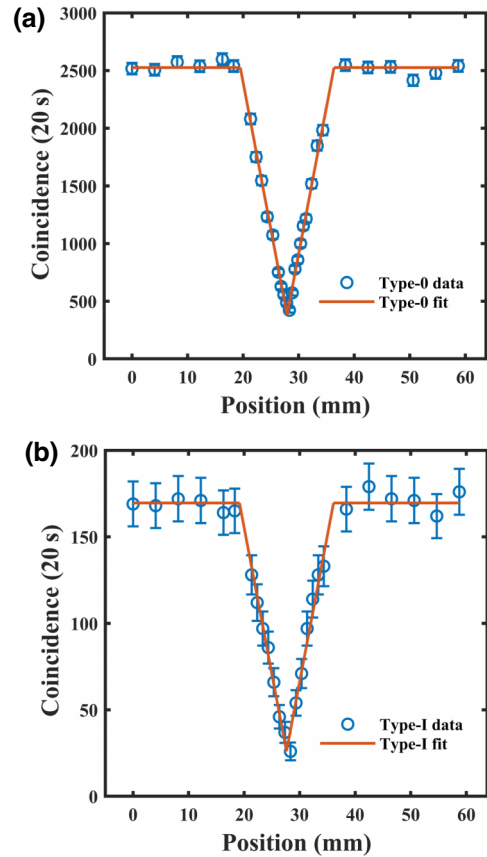 (a)
3000
2500
2000
1500
1000
500
0
Coincidence (20 s)
Type-0 data
Type-0 fit
0 10 20 30 40 50 60
Position (mm)
(b)
200
150
100
50
0
Coincidence (20 s)
Type-I data
Type-I fit
0 10 20 30 40 50 60
Position (mm)